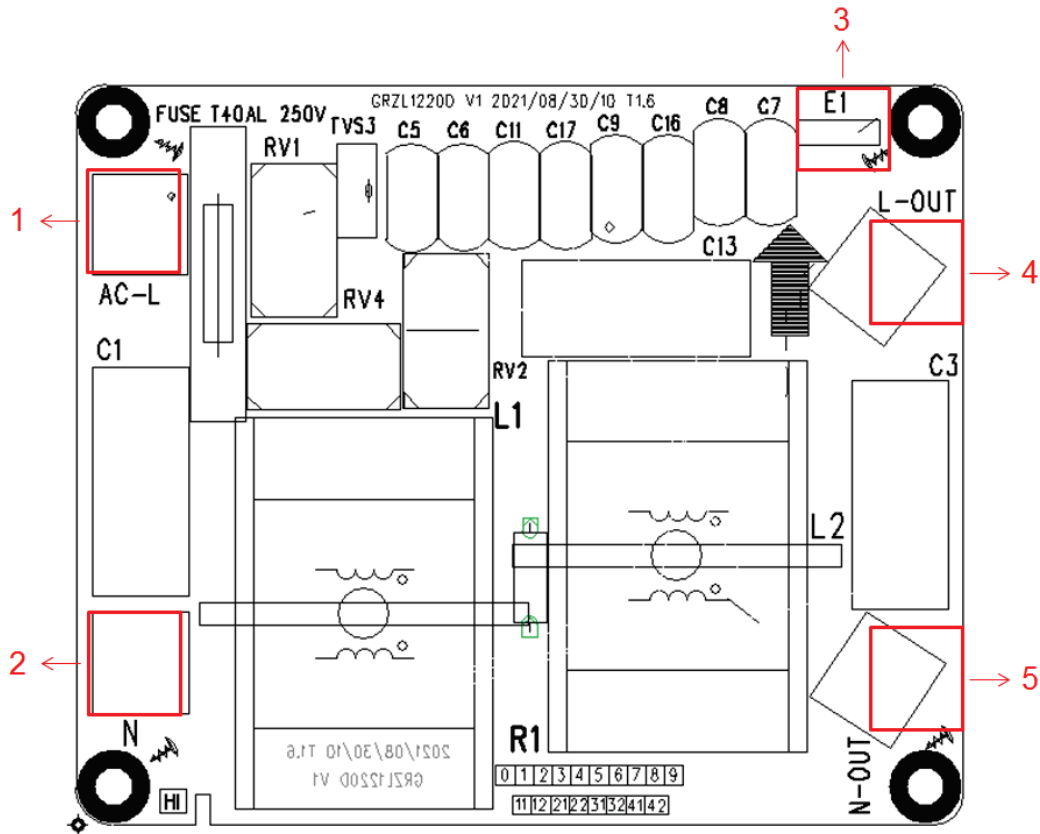 3
GRZL1220D V1 2021/08/30/10 T1.6
FUSE T40AL 250V
TVS3
C5
C6
C11
C17
C9
C16
C8
C7
E1
RV1
1
AC-L
L-OUT
4
C13
RV4
C1
RV2
C3
L1
L2
2
N
5
N-OUT
R1
2021/08/30/10 T1.6
GRZL1220D V1
HI
0 1 2 3 4 5 6 7 8 9
11 12 21 22 31 32 41 42